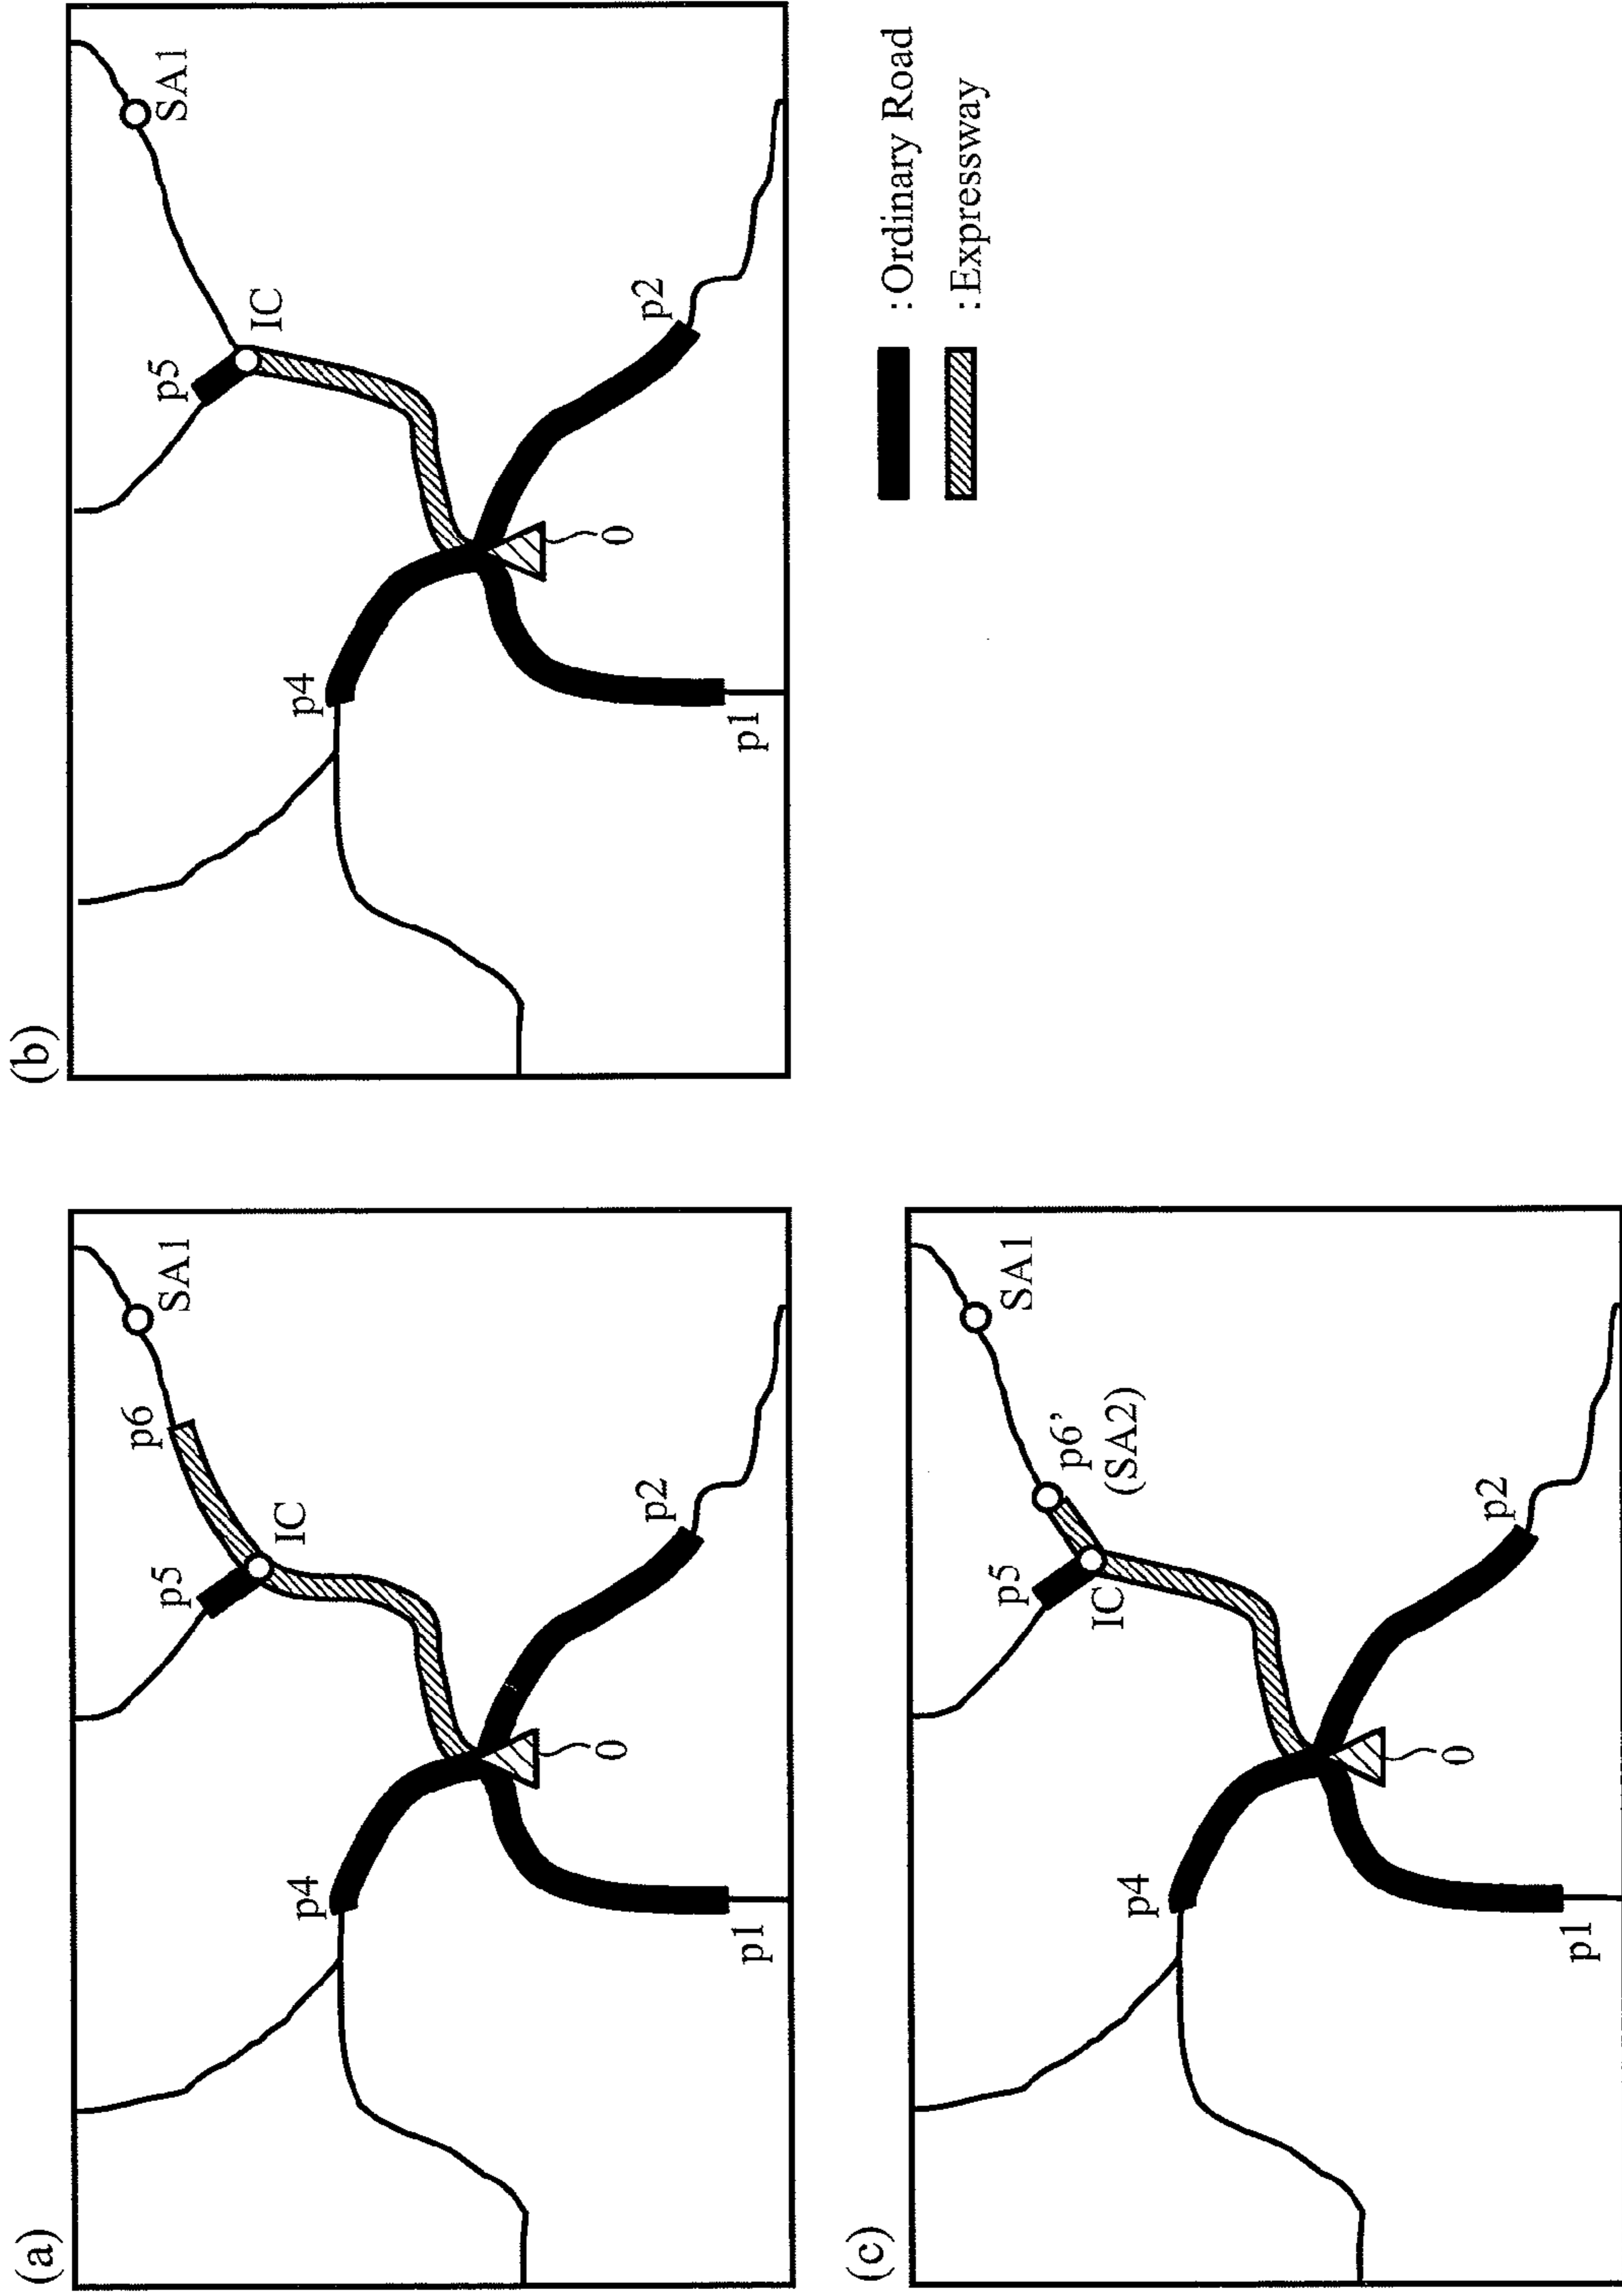 (a)
p5
p6
SA1
p4
IC
0
p2
p1
(b)
p5
SA1
IC
p4
0
p2
p1
:Ordinary Road
:Expressway
(c)
SA1
p5
p6'
(SA2)
IC
p4
0
p2
p1